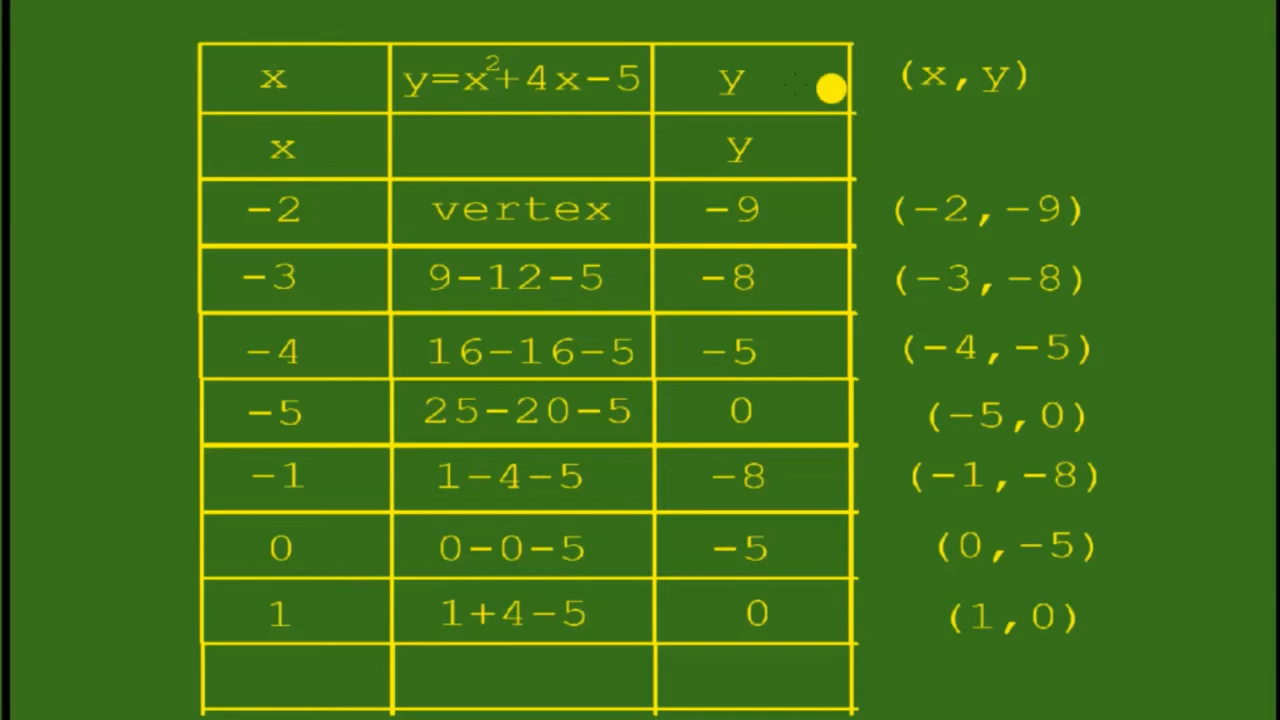 x y=x²+4x-5 y (x,y)
x y
-2 vertex -9 (-2,-9)
-3 9-12-5 -8 (-3,-8)
-4 16-16-5 -5 (-4,-5)
-5 25-20-5 0 (-5,0)
-1 1-4-5 -8 (-1,-8)
0 0-0-5 -5 (0,-5)
1 1+4-5 0 (1,0)